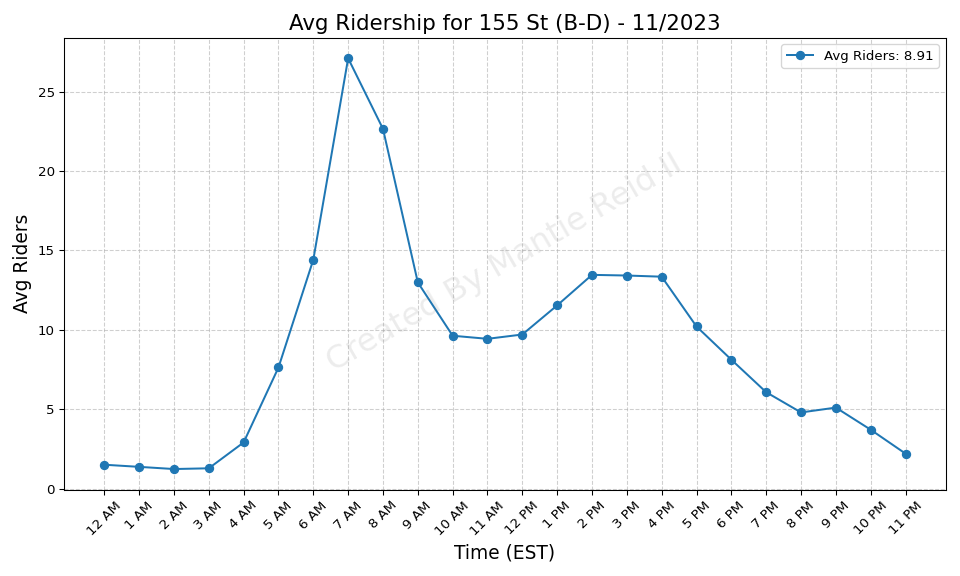 Avg Ridership for 155 St (B-D) - 11/2023
Avg Riders: 8.91
25
20
15
10
5
0
Avg Riders
Created By Mantle Reid II
12 AM 1 AM 2 AM 3 AM 4 AM 5 AM 6 AM 7 AM 8 AM 9 AM 10 AM 11 AM 12 PM 1 PM 2 PM 3 PM 4 PM 5 PM 6 PM 7 PM 8 PM 9 PM 10 PM 11 PM
Time (EST)